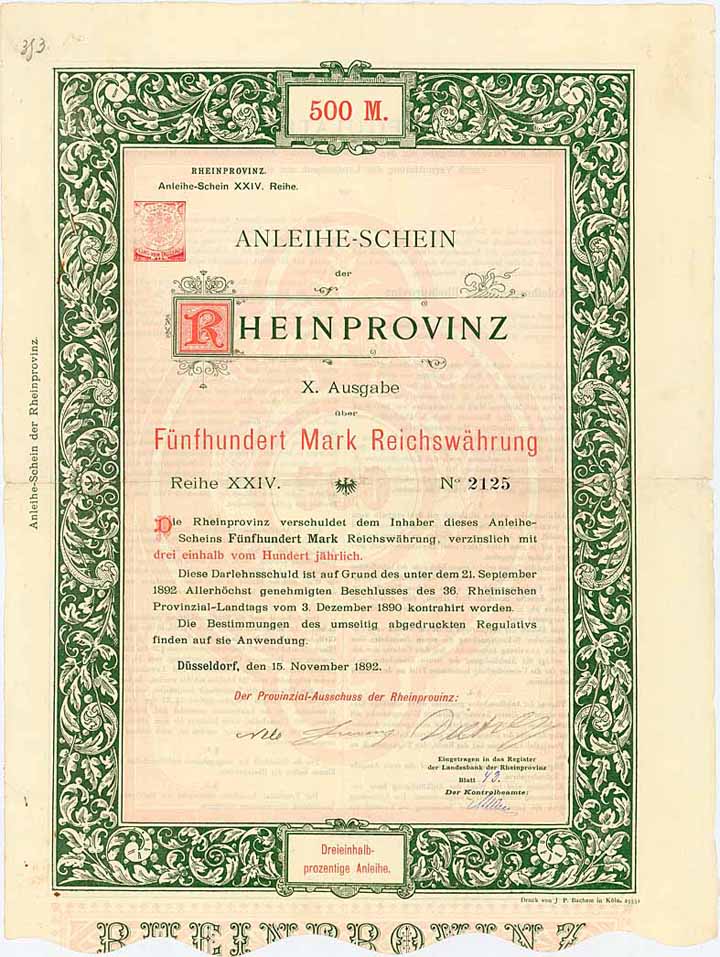 353
500 M.
RHEINPROVINZ.
Anleihe-Schein XXIV. Reihe.
ANLEIHE-SCHEIN
der
RHEINPROVINZ
X. Ausgabe
über
Fünfhundert Mark Reichswährung
Reihe XXIV. No 2125
Die Rheinprovinz verschuldet dem Inhaber dieses Anleihe-
Scheins Fünfhundert Mark Reichswährung, verzinslich mit
drei einhalb vom Hundert jährlich.
Diese Darlehnsschuld ist auf Grund des unter dem 21. September
1892 Allerhöchst genehmigten Beschlusses des 36. Rheinischen
Provinzial-Landtags vom 3. Dezember 1890 kontrahirt worden.
Die Bestimmungen des umseitig abgedruckten Regulativs
finden auf sie Anwendung.
Düsseldorf, den 15. November 1892.
Der Provinzial-Ausschuss der Rheinprovinz:
Eingetragen in das Register
der Landesbank der Rheinprovinz
Blatt 43.
Der Kontrolbeamte:
Dreieinhalb-
prozentige Anleihe.
Druck von J. P. Bachem in Köln.
Anleihe-Schein der Rheinprovinz.
RHEINPROVINZ